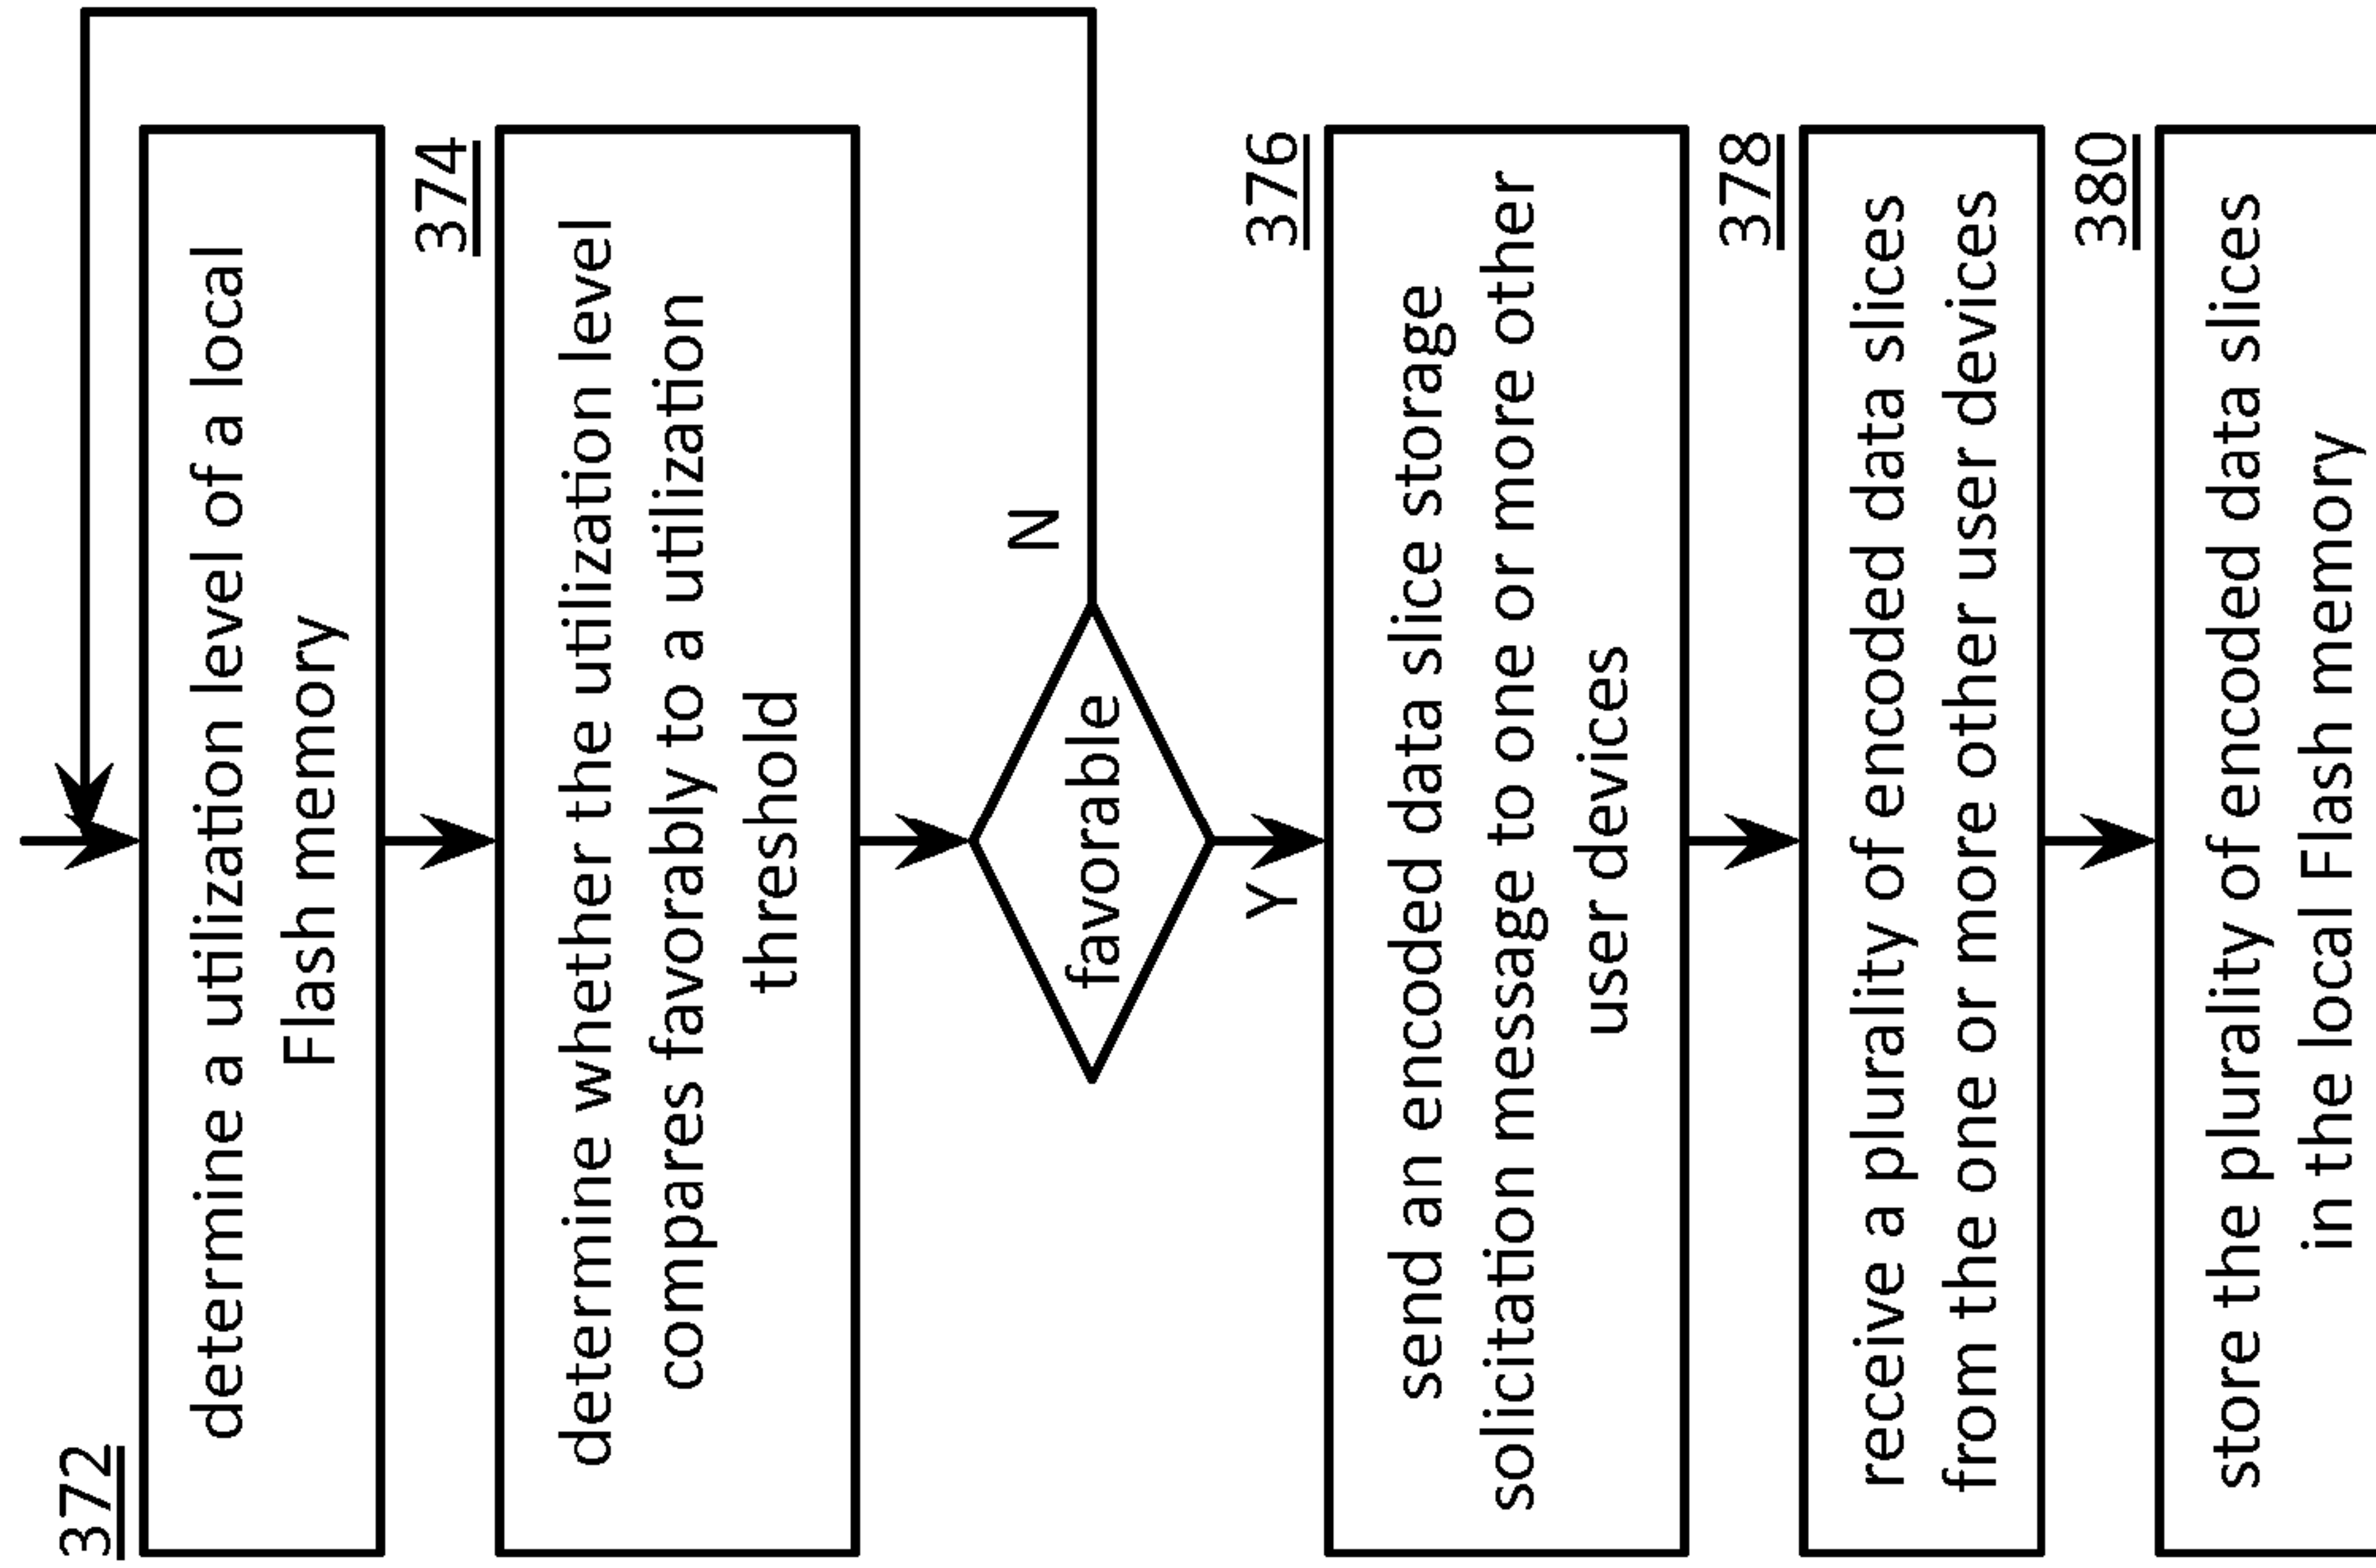 372
determine a utilization level of a local
Flash memory
374
determine whether the utilization level
compares favorably to a utilization
threshold
favorable
N
Y
376
send an encoded data slice storage
solicitation message to one or more other
user devices
378
receive a plurality of encoded data slices
from the one or more other user devices
380
store the plurality of encoded data slices
in the local Flash memory